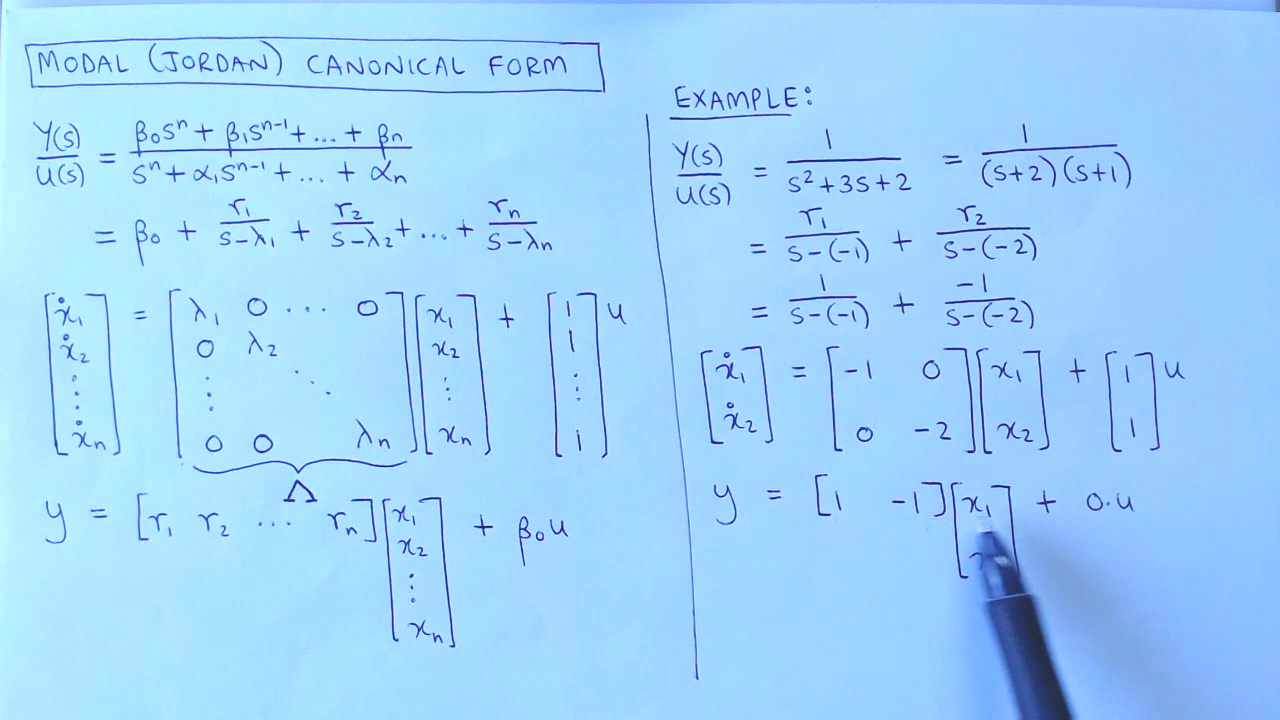 MODAL (JORDAN) CANONICAL FORM
Y(s)/U(s) = (β₀sⁿ + β₁sⁿ⁻¹ + ... + βₙ)/(sⁿ + α₁sⁿ⁻¹ + ... + αₙ)
= β₀ + r₁/(s-λ₁) + r₂/(s-λ₂) + ... + rₙ/(s-λₙ)
[ẋ₁ ẋ₂ ⋮ ẋₙ] = [λ₁ 0 ... 0; 0 λ₂ ⋱; ⋮; 0 0 λₙ] [x₁ x₂ ⋮ xₙ] + [1 1 ⋮ 1] u
Λ
y = [r₁ r₂ ... rₙ] [x₁ x₂ ⋮ xₙ] + β₀u
EXAMPLE:
Y(s)/U(s) = 1/(s²+3s+2) = 1/((s+2)(s+1))
= r₁/(s-(-1)) + r₂/(s-(-2))
= 1/(s-(-1)) + -1/(s-(-2))
[ẋ₁ ẋ₂] = [-1 0; 0 -2] [x₁ x₂] + [1 1] u
y = [1 -1] [x₁] + 0.u